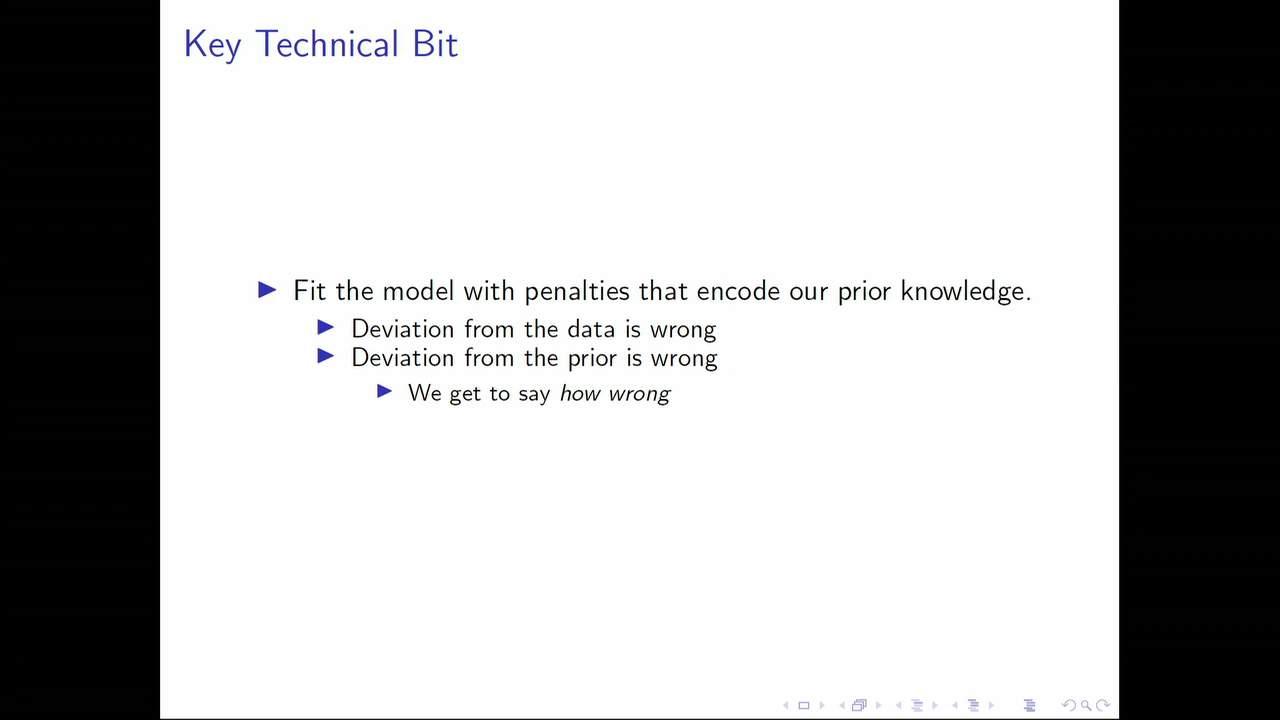 Key Technical Bit
Fit the model with penalties that encode our prior knowledge.
Deviation from the data is wrong
Deviation from the prior is wrong
We get to say how wrong